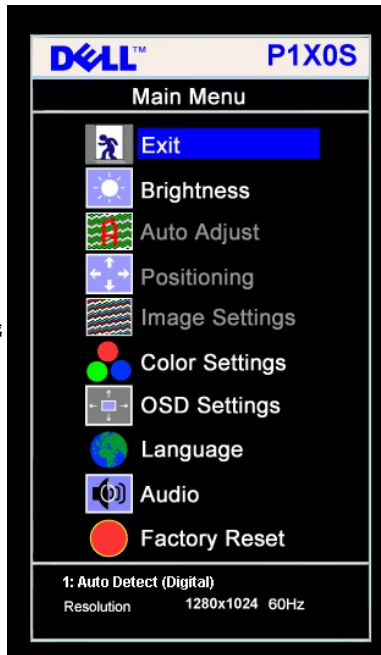 DELL™ P1X0S
Main Menu
Exit
Brightness
Auto Adjust
Positioning
Image Settings
Color Settings
OSD Settings
Language
Audio
Factory Reset
1: Auto Detect (Digital)
Resolution 1280x1024 60Hz